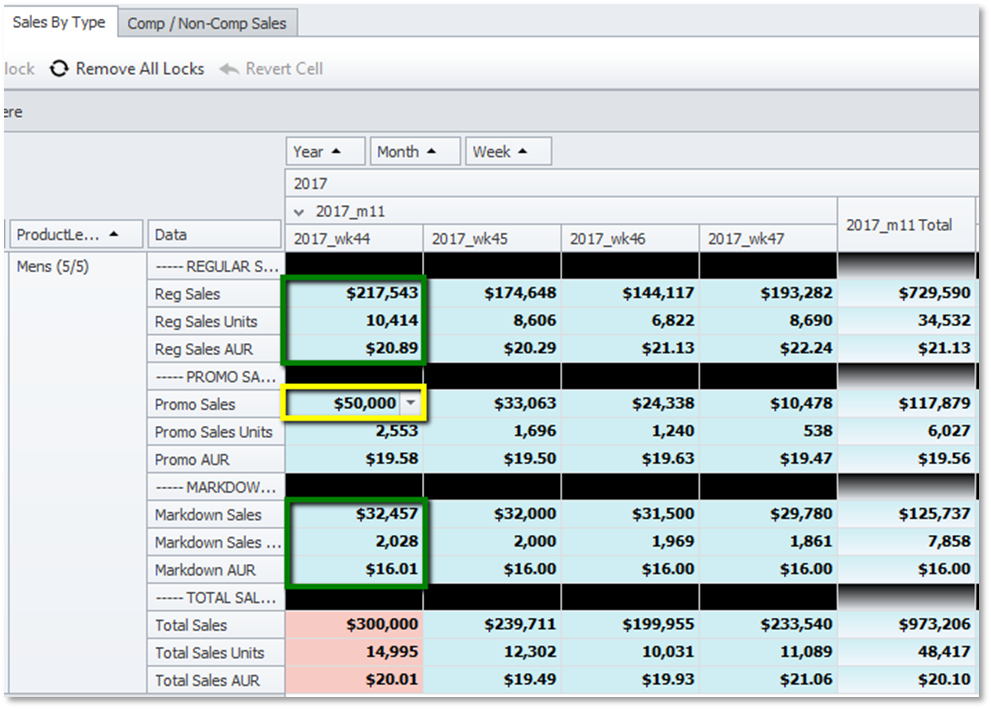 Sales By Type Comp / Non-Comp Sales
lock Remove All Locks Revert Cell
ere
Year Month Week
2017
2017_m11 2017_m11 Total
ProductLe... Data 2017_wk44 2017_wk45 2017_wk46 2017_wk47
Mens (5/5) ----- REGULAR S...
Reg Sales $217,543 $174,648 $144,117 $193,282 $729,590
Reg Sales Units 10,414 8,606 6,822 8,690 34,532
Reg Sales AUR $20.89 $20.29 $21.13 $22.24 $21.13
----- PROMO SA...
Promo Sales $50,000 $33,063 $24,338 $10,478 $117,879
Promo Sales Units 2,553 1,696 1,240 538 6,027
Promo AUR $19.58 $19.50 $19.63 $19.47 $19.56
----- MARKDOW...
Markdown Sales $32,457 $32,000 $31,500 $29,780 $125,737
Markdown Sales ... 2,028 2,000 1,969 1,861 7,858
Markdown AUR $16.01 $16.00 $16.00 $16.00 $16.00
----- TOTAL SAL...
Total Sales $300,000 $239,711 $199,955 $233,540 $973,206
Total Sales Units 14,995 12,302 10,031 11,089 48,417
Total Sales AUR $20.01 $19.49 $19.93 $21.06 $20.10